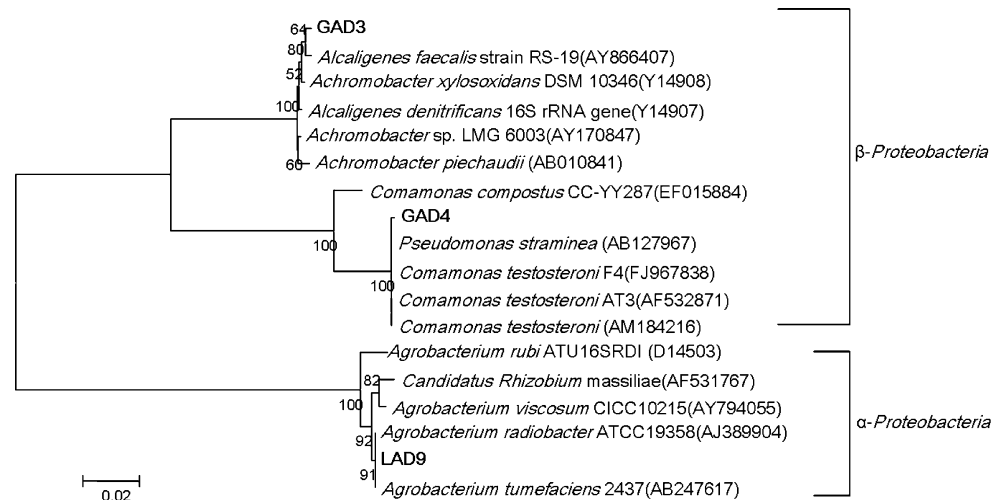 64
GAD3
80
Alcaligenes faecalis strain RS-19(AY866407)
52
Achromobacter xylosoxidans DSM 10346(Y14908)
100
Alcaligenes denitrificans 16S rRNA gene(Y14907)
Achromobacter sp. LMG 6003(AY170847)
60
Achromobacter piechaudii (AB010841)
β-Proteobacteria
Comamonas compostus CC-YY287(EF015884)
GAD4
100
Pseudomonas straminea (AB127967)
Comamonas testosteroni F4(FJ967838)
100
Comamonas testosteroni AT3(AF532871)
Comamonas testosteroni (AM184216)
Agrobacterium rubi ATU16SRDI (D14503)
82
Candidatus Rhizobium massiliae(AF531767)
100
Agrobacterium viscosum CICC10215(AY794055)
α-Proteobacteria
Agrobacterium radiobacter ATCC19358(AJ389904)
92
LAD9
91
Agrobacterium tumefaciens 2437(AB247617)
0.02